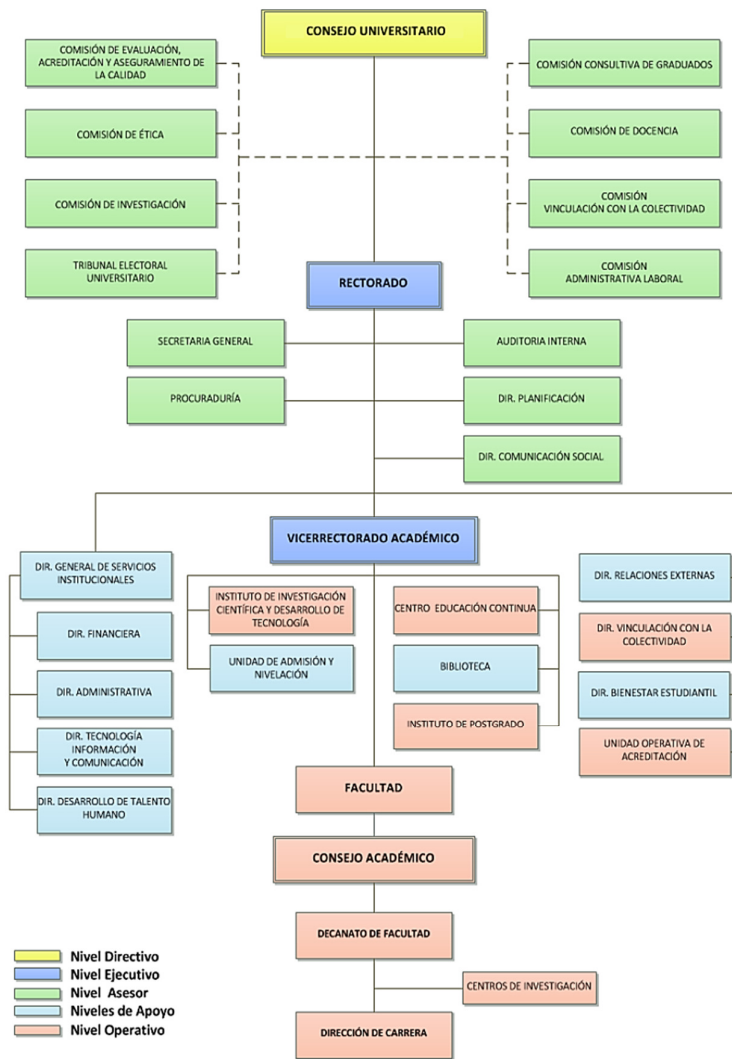 CONSEJO UNIVERSITARIO
COMISIÓN DE EVALUACIÓN,
ACREDITACIÓN Y ASEGURAMIENTO DE
LA CALIDAD
COMISIÓN CONSULTIVA DE GRADUADOS
COMISIÓN DE ÉTICA
COMISIÓN DE DOCENCIA
COMISIÓN DE INVESTIGACIÓN
COMISIÓN
VINCULACIÓN CON LA COLECTIVIDAD
TRIBUNAL ELECTORAL
UNIVERSITARIO
COMISIÓN
ADMINISTRATIVA LABORAL
RECTORADO
SECRETARIA GENERAL
AUDITORIA INTERNA
PROCURADURÍA
DIR. PLANIFICACIÓN
DIR. COMUNICACIÓN SOCIAL
VICERRECTORADO ACADÉMICO
DIR. GENERAL DE SERVICIOS
INSTITUCIONALES
DIR. FINANCIERA
DIR. ADMINISTRATIVA
DIR. TECNOLOGÍA
INFORMACIÓN
Y COMUNICACIÓN
DIR. DESARROLLO DE TALENTO
HUMANO
INSTITUTO DE INVESTIGACIÓN
CIENTÍFICA Y DESARROLLO DE
TECNOLOGÍA
UNIDAD DE ADMISIÓN Y
NIVELACIÓN
CENTRO EDUCACIÓN CONTINUA
BIBLIOTECA
INSTITUTO DE POSTGRADO
DIR. RELACIONES EXTERNAS
DIR. VINCULACIÓN CON LA
COLECTIVIDAD
DIR. BIENESTAR ESTUDIANTIL
UNIDAD OPERATIVA DE
ACREDITACIÓN
FACULTAD
CONSEJO ACADÉMICO
DECANATO DE FACULTAD
CENTROS DE INVESTIGACIÓN
DIRECCIÓN DE CARRERA
Nivel Directivo
Nivel Ejecutivo
Nivel Asesor
Niveles de Apoyo
Nivel Operativo